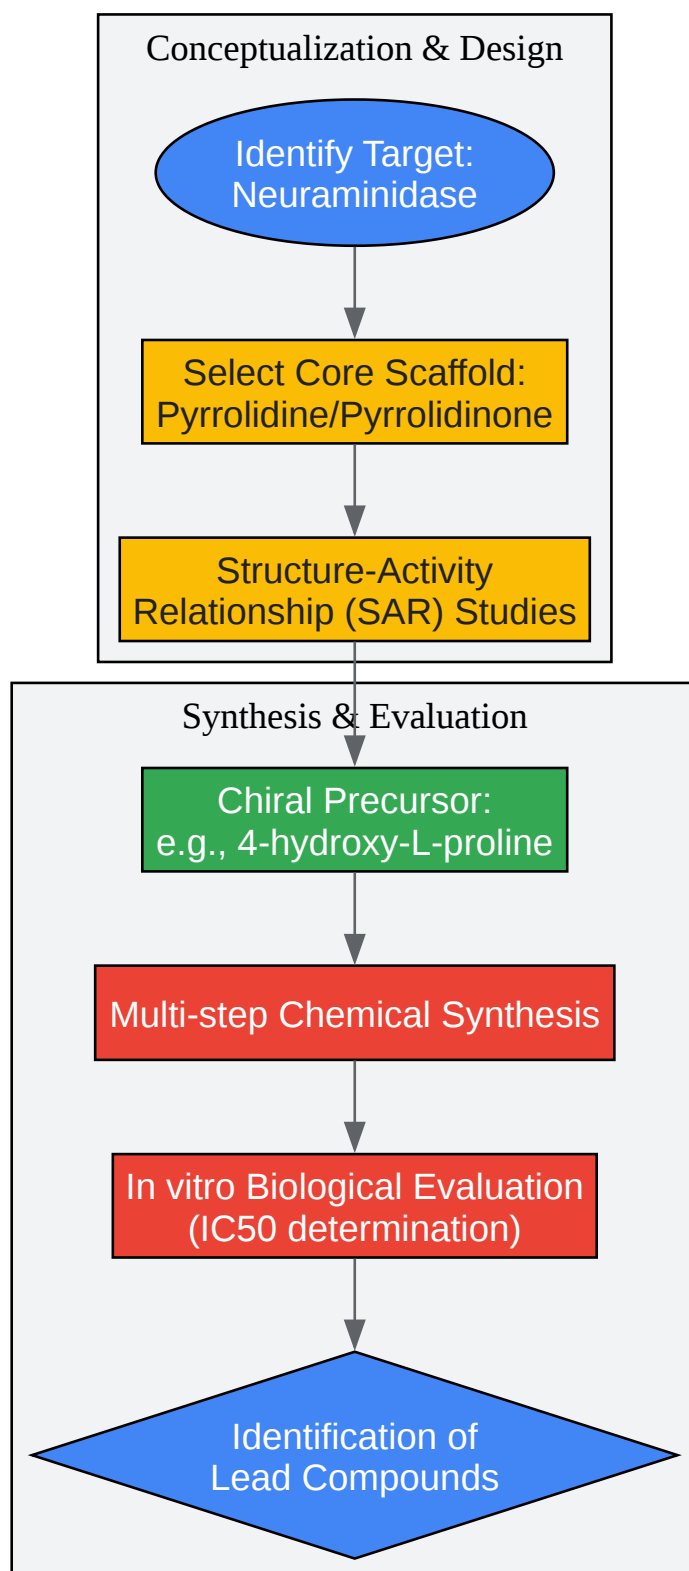 Conceptualization & Design
Identify Target:
Neuraminidase
Select Core Scaffold:
Pyrrolidine/Pyrrolidinone
Structure-Activity
Relationship (SAR) Studies
Synthesis & Evaluation
Chiral Precursor:
e.g., 4-hydroxy-L-proline
Multi-step Chemical Synthesis
In vitro Biological Evaluation
(IC50 determination)
Identification of
Lead Compounds